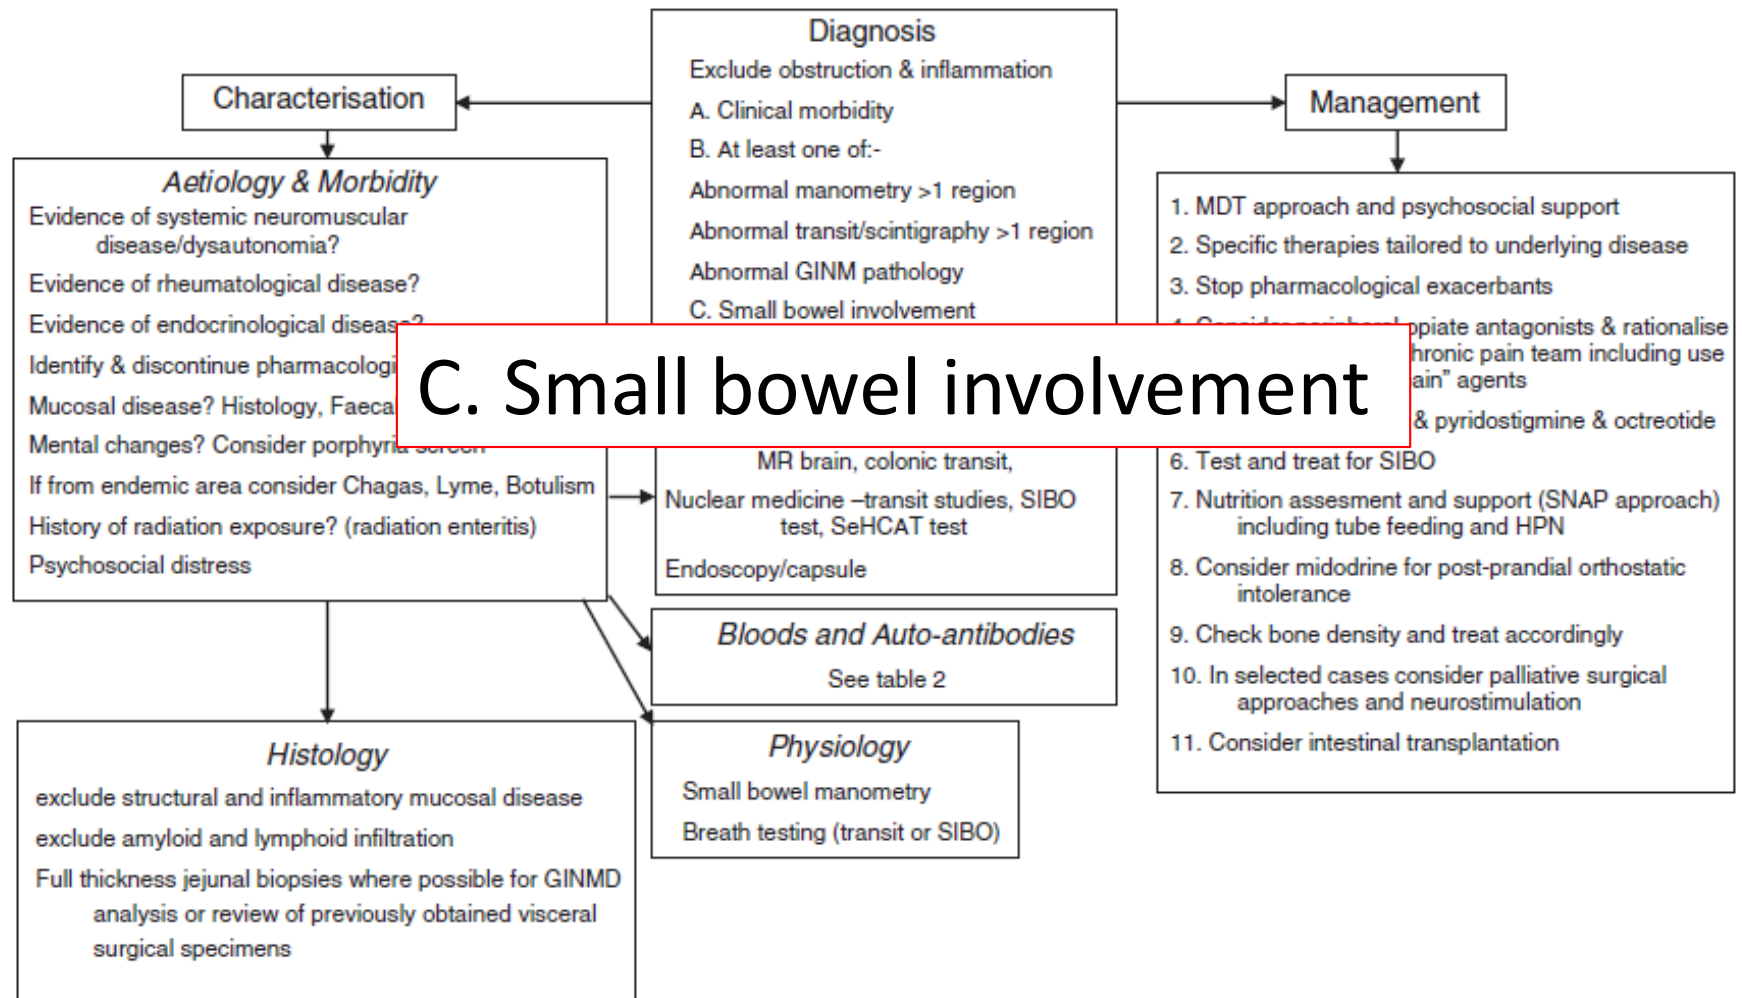 Diagnosis
Exclude obstruction & inflammation
A. Clinical morbidity
B. At least one of:-
Abnormal manometry >1 region
Abnormal transit/scintigraphy >1 region
Abnormal GINM pathology
C. Small bowel involvement
Characterisation
Aetiology & Morbidity
Evidence of systemic neuromuscular
disease/dysautonomia?
Evidence of rheumatological disease?
Evidence of endocrinological disease?
Identify & discontinue
Mucosal disease? Histology,
Mental changes? Consider porphyria screen
If from endemic area consider Chagas, Lyme, Botulism
History of radiation exposure? (radiation enteritis)
Psychosocial distress
C. Small bowel involvement
MR brain, colonic transit,
Nuclear medicine –transit studies, SIBO
test, SeHCAT test
Endoscopy/capsule
Bloods and Auto-antibodies
See table 2
Physiology
Small bowel manometry
Breath testing (transit or SIBO)
Histology
exclude structural and inflammatory mucosal disease
exclude amyloid and lymphoid infiltration
Full thickness jejunal biopsies where possible for GINMD
analysis or review of previously obtained visceral
surgical specimens
Management
1. MDT approach and psychosocial support
2. Specific therapies tailored to underlying disease
3. Stop pharmacological exacerbants
4. Consider peripheral opiate antagonists & rationalise
pain team including use
agents
& pyridostigmine & octreotide
6. Test and treat for SIBO
7. Nutrition assesment and support (SNAP approach)
including tube feeding and HPN
8. Consider midodrine for post-prandial orthostatic
intolerance
9. Check bone density and treat accordingly
10. In selected cases consider palliative surgical
approaches and neurostimulation
11. Consider intestinal transplantation